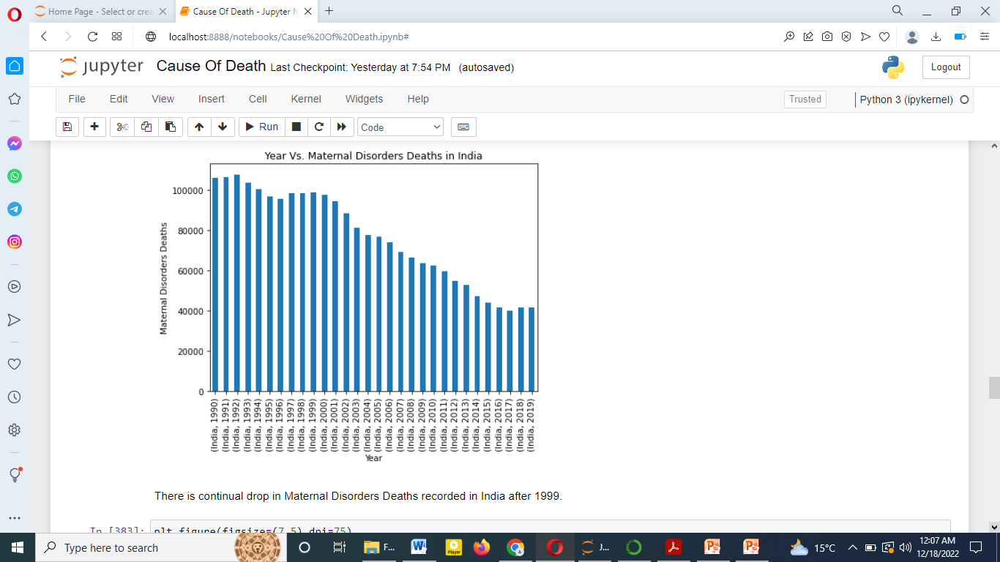 Home Page - Select or crea
Cause Of Death - Jupyter N
localhost:8888/notebooks/Cause%20Of%20Death.ipynb#
jupyter Cause Of Death Last Checkpoint: Yesterday at 7:54 PM (autosaved)
Logout
File Edit View Insert Cell Kernel Widgets Help
Trusted
Python 3 (ipykernel)
Run
Code
Year Vs. Maternal Disorders Deaths in India
Maternal Disorders Deaths
100000
80000
60000
40000
20000
0
(India, 1990)
(India, 1991)
(India, 1992)
(India, 1993)
(India, 1994)
(India, 1995)
(India, 1996)
(India, 1997)
(India, 1998)
(India, 1999)
(India, 2000)
(India, 2001)
(India, 2002)
(India, 2003)
(India, 2004)
(India, 2005)
(India, 2006)
(India, 2007)
(India, 2008)
(India, 2009)
(India, 2010)
(India, 2011)
(India, 2012)
(India, 2013)
(India, 2014)
(India, 2015)
(India, 2016)
(India, 2017)
(India, 2018)
(India, 2019)
Year
There is continual drop in Maternal Disorders Deaths recorded in India after 1999.
In [383]: plt.figure(figsize=(7,5),dpi=75)
Type here to search
F...
Player
J...
15°C
12:07 AM
12/18/2022